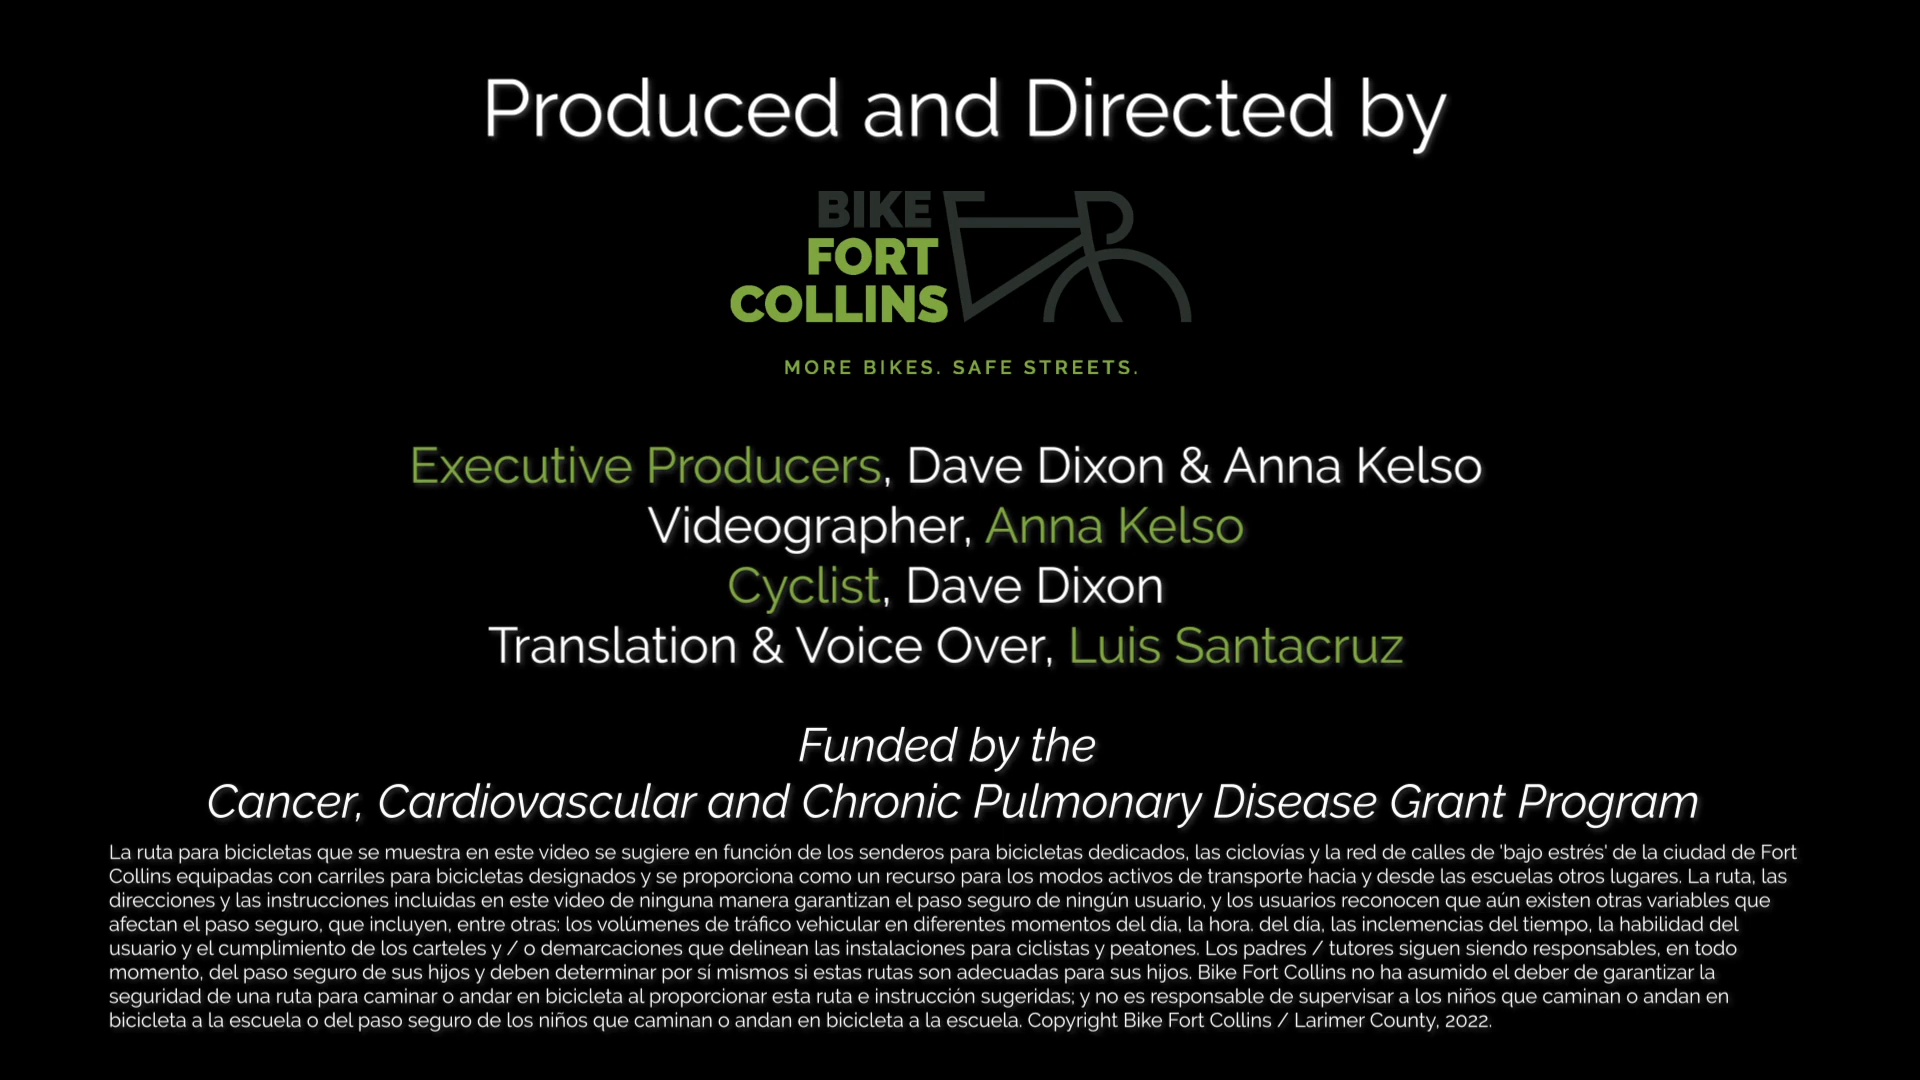 Produced and Directed by
BIKE
FORT
COLLINS
MORE BIKES. SAFE STREETS.
Executive Producers, Dave Dixon & Anna Kelso
Videographer, Anna Kelso
Cyclist, Dave Dixon
Translation & Voice Over, Luis Santacruz
Funded by the
Cancer, Cardiovascular and Chronic Pulmonary Disease Grant Program
La ruta para bicicletas que se muestra en este video se sugiere en función de los senderos para bicicletas dedicados, las ciclovías y la red de calles de 'bajo estrés' de la ciudad de Fort
Collins equipadas con carriles para bicicletas designados y se proporciona como un recurso para los modos activos de transporte hacia y desde las escuelas otros lugares. La ruta, las
direcciones y las instrucciones incluidas en este video de ninguna manera garantizan el paso seguro de ningún usuario, y los usuarios reconocen que aún existen otras variables que
afectan el paso seguro, que incluyen, entre otras: los volúmenes de tráfico vehicular en diferentes momentos del día, la hora. del día, las inclemencias del tiempo, la habilidad del
usuario y el cumplimiento de los carteles y / o demarcaciones que delinean las instalaciones para ciclistas y peatones. Los padres / tutores siguen siendo responsables, en todo
momento, del paso seguro de sus hijos y deben determinar por sí mismos si estas rutas son adecuadas para sus hijos. Bike Fort Collins no ha asumido el deber de garantizar la
seguridad de una ruta para caminar o andar en bicicleta al proporcionar esta ruta e instrucción sugeridas; y no es responsable de supervisar a los niños que caminan o andan en
bicicleta a la escuela o del paso seguro de los niños que caminan o andan en bicicleta a la escuela. Copyright Bike Fort Collins / Larimer County, 2022.